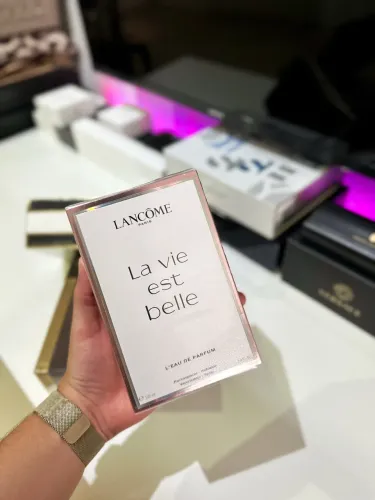 LANCÔME
PARIS
La vie
est
belle
L'EAU DE PARFUM